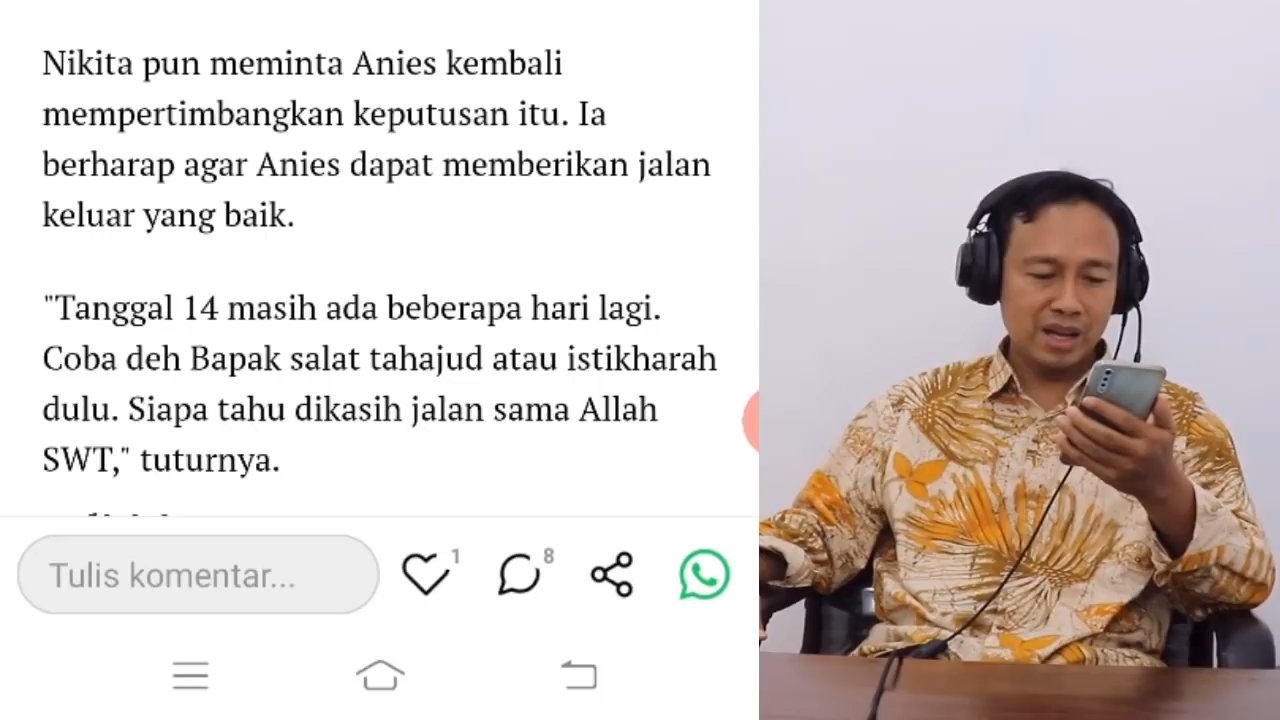 Nikita pun meminta Anies kembali
mempertimbangkan keputusan itu. Ia
berharap agar Anies dapat memberikan jalan
keluar yang baik.
"Tanggal 14 masih ada beberapa hari lagi.
Coba deh Bapak salat tahajud atau istikharah
dulu. Siapa tahu dikasih jalan sama Allah
SWT," tuturnya.
Tulis komentar...
1
8